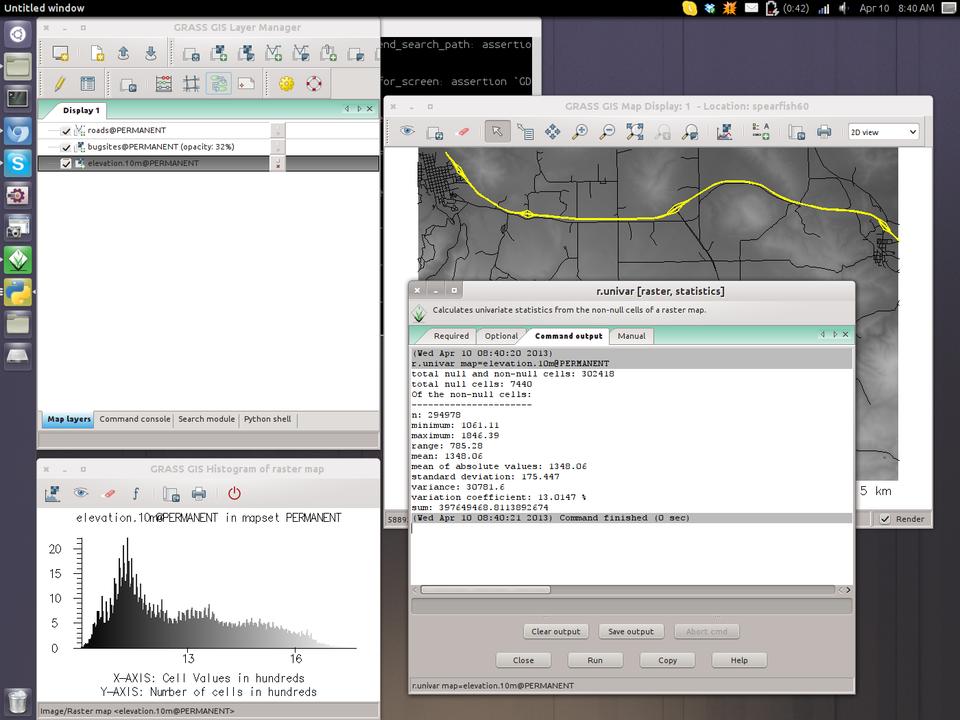 Untitled window
(0:42)
Apr 10
8:40 AM
GRASS GIS Layer Manager
Display 1
roads@PERMANENT
bugsites@PERMANENT (opacity: 32%)
elevation.10m@PERMANENT
Map layers
Command console
Search module
Python shell
end_search_path: assertio
for_screen: assertion `GD
GRASS GIS Map Display: 1 - Location: spearfish60
2D view
5 km
Render
GRASS GIS Histogram of raster map
elevation.10m@PERMANENT in mapset PERMANENT
20
15
10
5
0
13
16
X-AXIS: Cell Values in hundreds
Y-AXIS: Number of cells in hundreds
Image/Raster map <elevation.10m@PERMANENT>
r.univar [raster, statistics]
Calculates univariate statistics from the non-null cells of a raster map.
Required
Optional
Command output
Manual
(Wed Apr 10 08:40:20 2013)
r.univar map=elevation.10m@PERMANENT
total null and non-null cells: 302418
total null cells: 7440
Of the non-null cells:
----------------------
n: 294978
minimum: 1061.11
maximum: 1846.39
range: 785.28
mean: 1348.06
mean of absolute values: 1348.06
standard deviation: 175.447
variance: 30781.6
variation coefficient: 13.0147 %
sum: 397649468.8113892674
(Wed Apr 10 08:40:21 2013) Command finished (0 sec)
Clear output
Save output
Abort cmd
Close
Run
Copy
Help
r.univar map=elevation.10m@PERMANENT